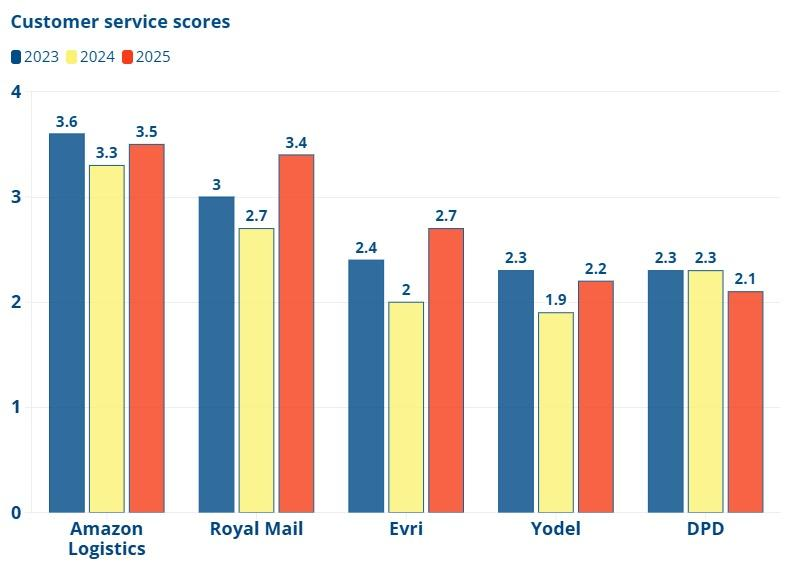 Customer service scores
2023 2024 2025
4
3
2
1
0
3.6 3.3 3.5
3 2.7 3.4
2.4 2 2.7
2.3 1.9 2.2
2.3 2.3 2.1
Amazon
Logistics
Royal Mail
Evri
Yodel
DPD